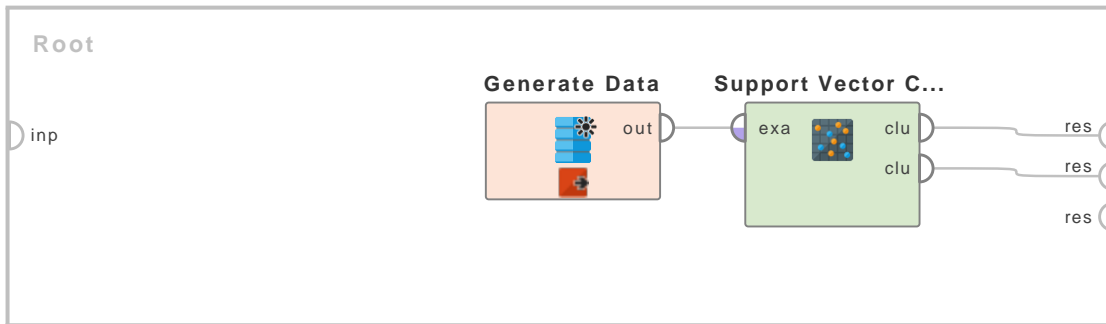 Root
Generate Data
Support Vector C...
inp
out
exa
clu
res
clu
res
res